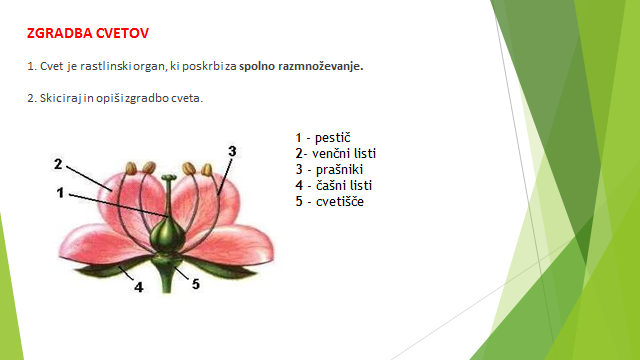 ZGRADBA CVETOV
1. Cvet je rastlinski organ, ki poskrbi za spolno razmnoževanje.
2. Skiciraj in opiši zgradbo cveta.
1 - pestič
2- venčni listi
3 - prašniki
4 - čašni listi
5 - cvetišče
3
2
1
4
5